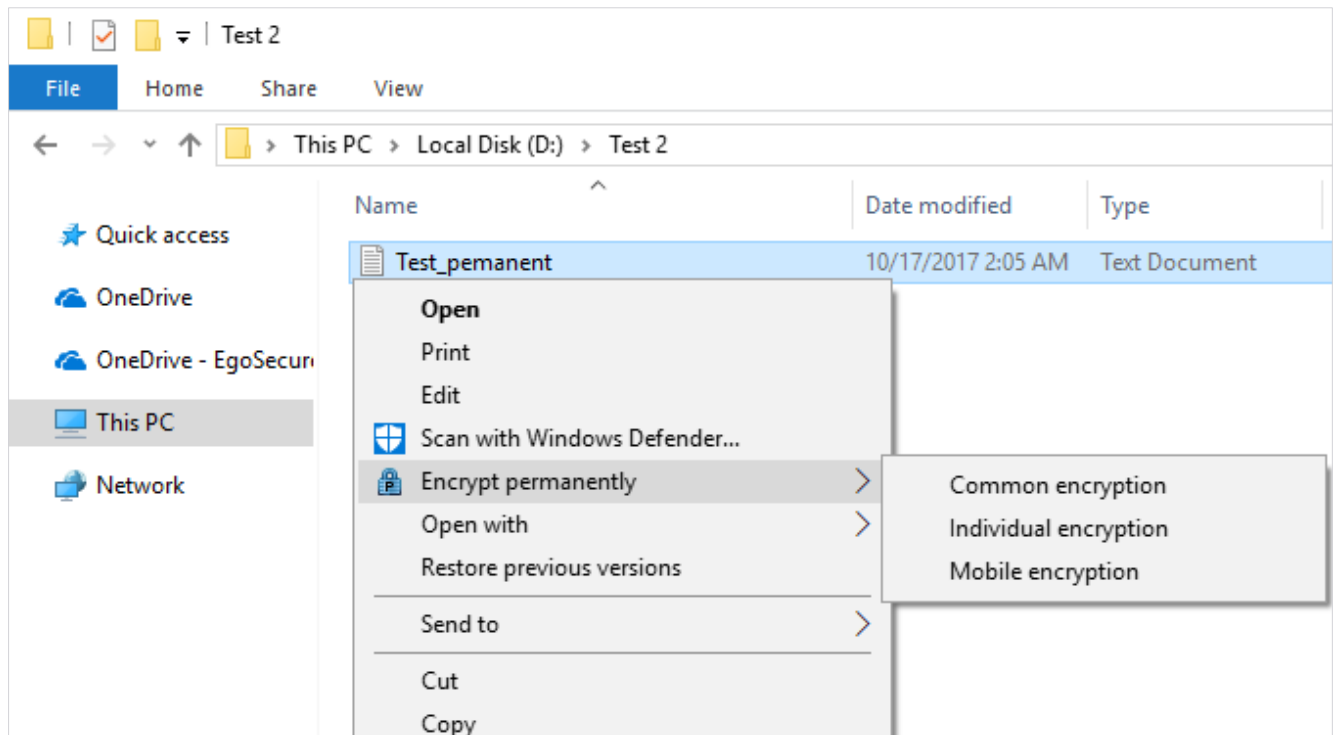 Test 2
File Home Share View
This PC > Local Disk (D:) > Test 2
Name Date modified Type
Quick access
Test_pemanent 10/17/2017 2:05 AM Text Document
OneDrive
Open
Print
OneDrive - EgoSecur
Edit
This PC
Scan with Windows Defender...
Encrypt permanently
Common encryption
Network
Open with
Individual encryption
Restore previous versions
Mobile encryption
Send to
Cut
Copy